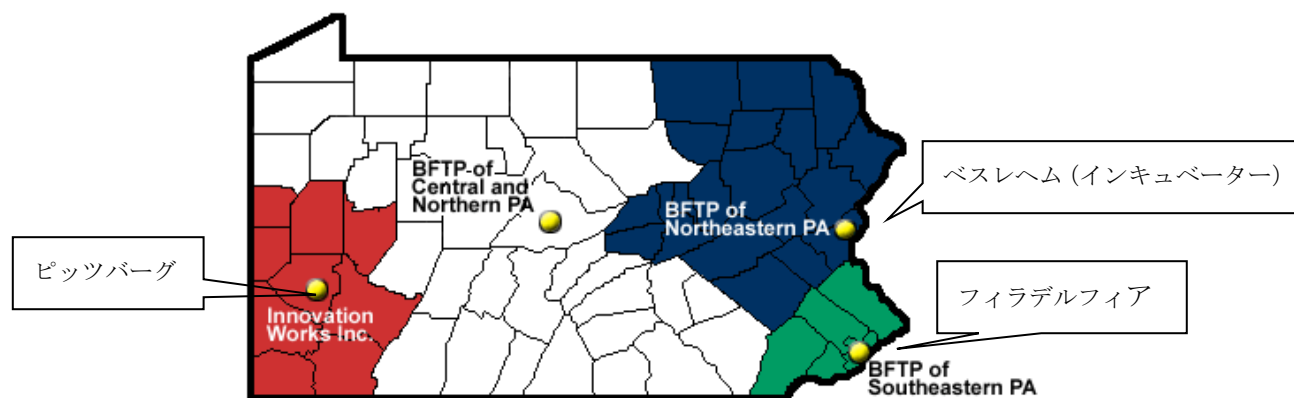 BFTP of
Central and
Northern PA
ベスレヘム (インキュベーター)
BFTP of
Northeastern PA
ピッツバーグ
フィラデルフィア
Innovation
Works Inc.
BFTP of
Southeastern PA